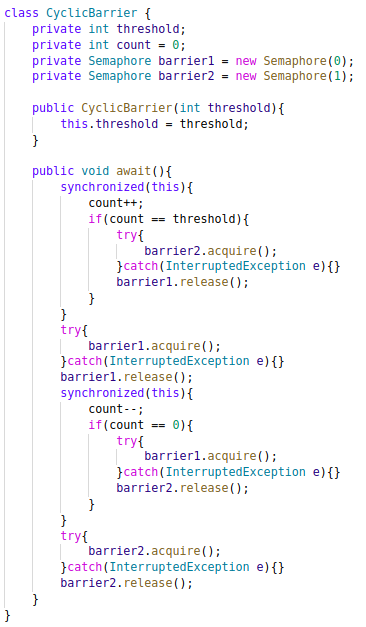 class CyclicBarrier {
    private int threshold;
    private int count = 0;
    private Semaphore barrier1 = new Semaphore(0);
    private Semaphore barrier2 = new Semaphore(1);

    public CyclicBarrier(int threshold){
        this.threshold = threshold;
    }

    public void await(){
        synchronized(this){
            count++;
            if(count == threshold){
                try{
                    barrier2.acquire();
                }catch(InterruptedException e){}
                barrier1.release();
            }
        }
        try{
            barrier1.acquire();
        }catch(InterruptedException e){}
        barrier1.release();
        synchronized(this){
            count--;
            if(count == 0){
                try{
                    barrier1.acquire();
                }catch(InterruptedException e){}
                barrier2.release();
            }
        }
        try{
            barrier2.acquire();
        }catch(InterruptedException e){}
        barrier2.release();
    }
}